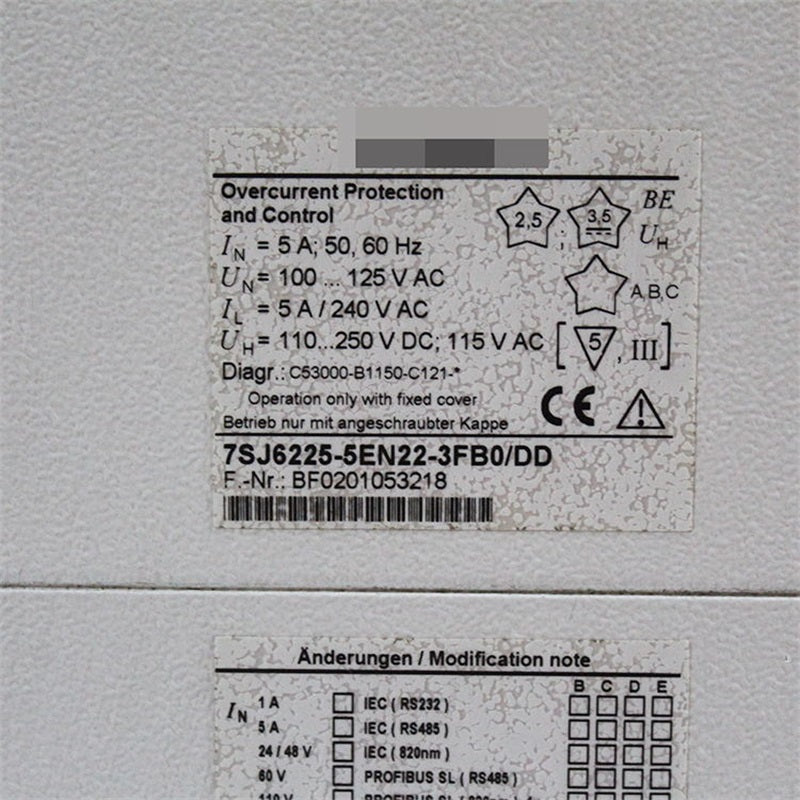 Overcurrent Protection
and Control
IN = 5 A; 50, 60 Hz
UN = 100 ... 125 V AC
IL = 5 A / 240 V AC
UH = 110...250 V DC; 115 V AC
2,5 ; 3,5 BE
UH
A,B,C
[ 5 , III ]
Diagr.: C53000-B1150-C121-*
Operation only with fixed cover
Betrieb nur mit angeschraubter Kappe
CE
7SJ6225-5EN22-3FB0/DD
F.-Nr.: BF0201053218
Änderungen / Modification note
B C D E
IN 1 A IEC ( RS232 )
5 A IEC ( RS485 )
24 / 48 V IEC ( 820nm )
60 V PROFIBUS SL ( RS485 )
110 V